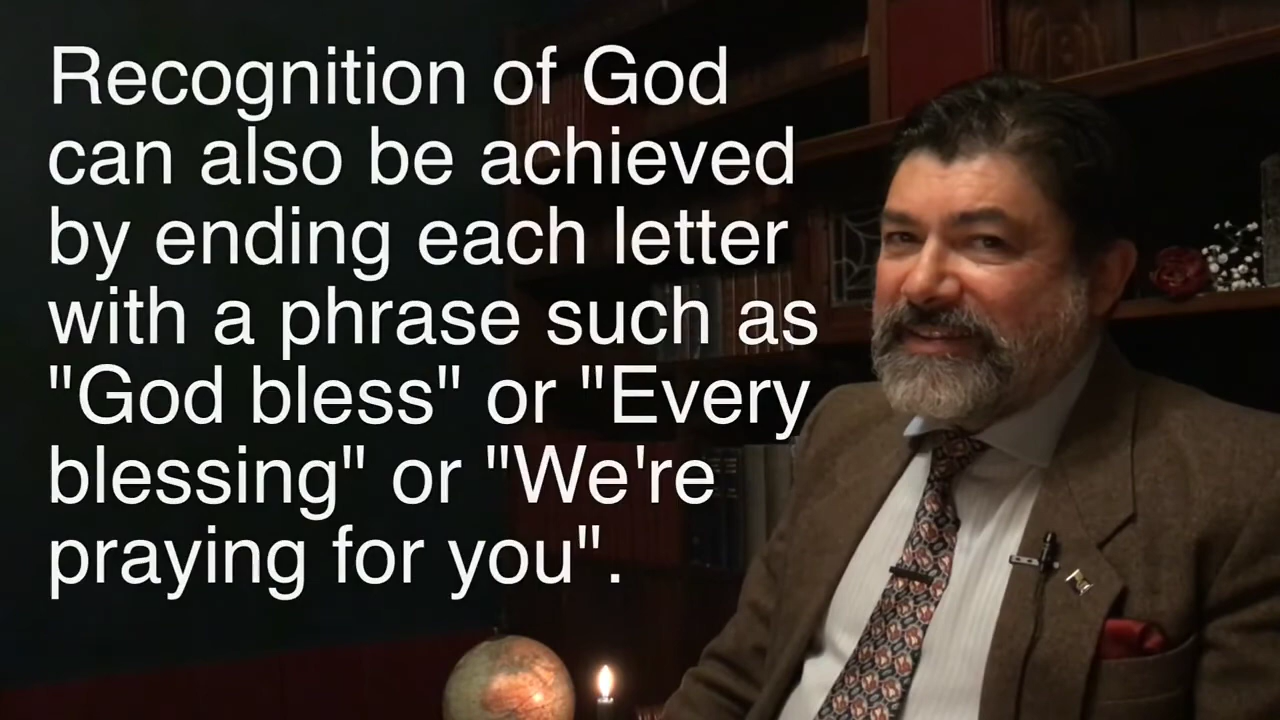 Recognition of God
can also be achieved
by ending each letter
with a phrase such as
"God bless" or "Every
blessing" or "We're
praying for you".